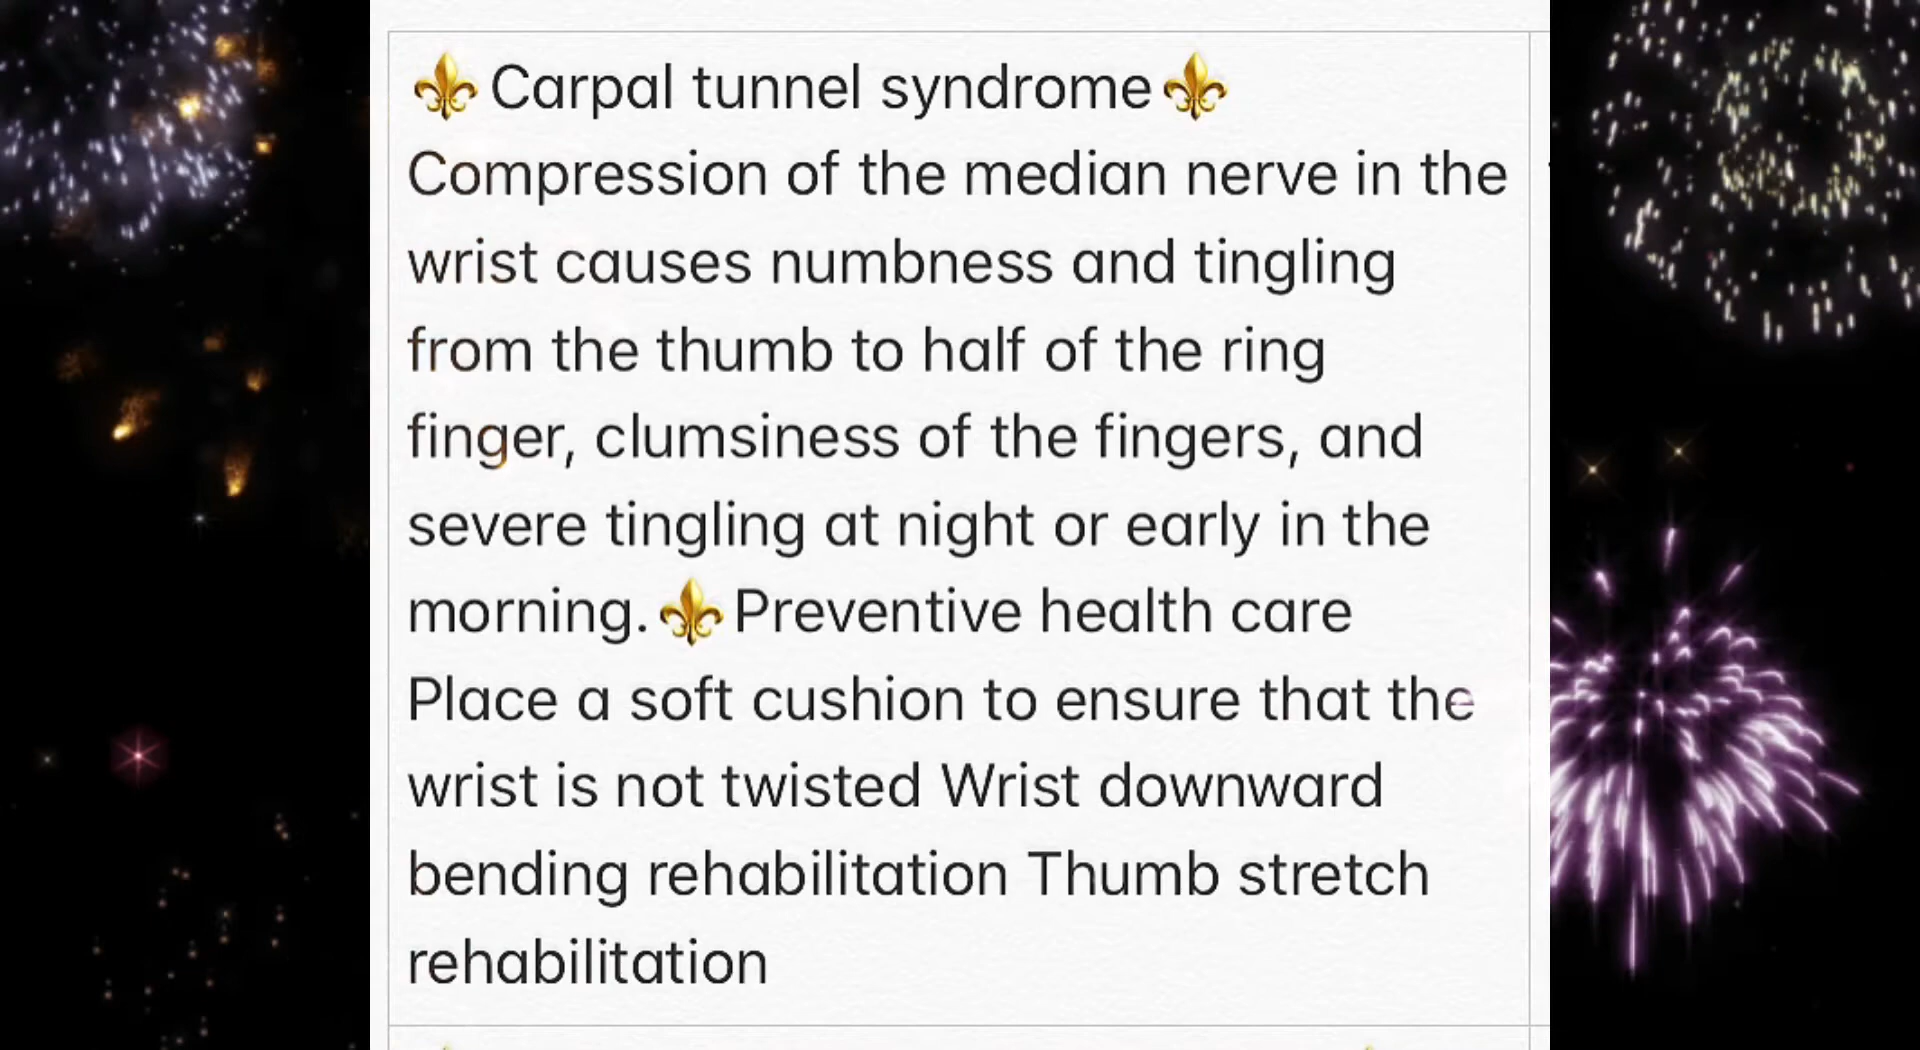 ⚜️Carpal tunnel syndrome⚜️
Compression of the median nerve in the
wrist causes numbness and tingling
from the thumb to half of the ring
finger, clumsiness of the fingers, and
severe tingling at night or early in the
morning.⚜️Preventive health care
Place a soft cushion to ensure that the
wrist is not twisted Wrist downward
bending rehabilitation Thumb stretch
rehabilitation